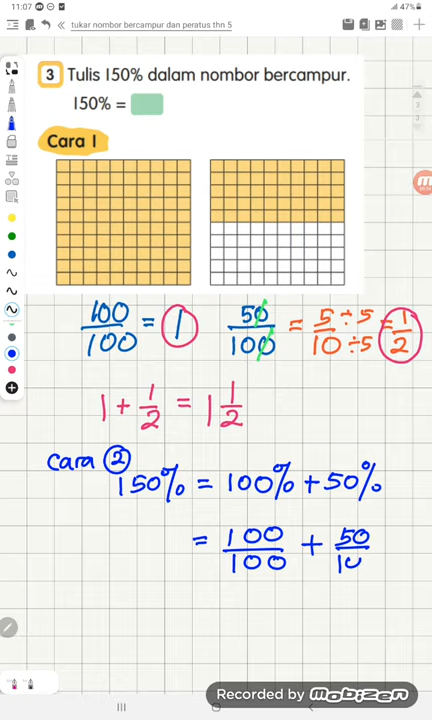 11:07
47%
tukar nombor bercampur dan peratus thn 5
3 Tulis 150% dalam nombor bercampur.
150% =
Cara 1
100/100 = 1 50/100 = 5÷5/10÷5 = 1/2
1 + 1/2 = 1 1/2
cara 2
150% = 100% + 50%
= 100/100 + 50/10
Recorded by mobizen